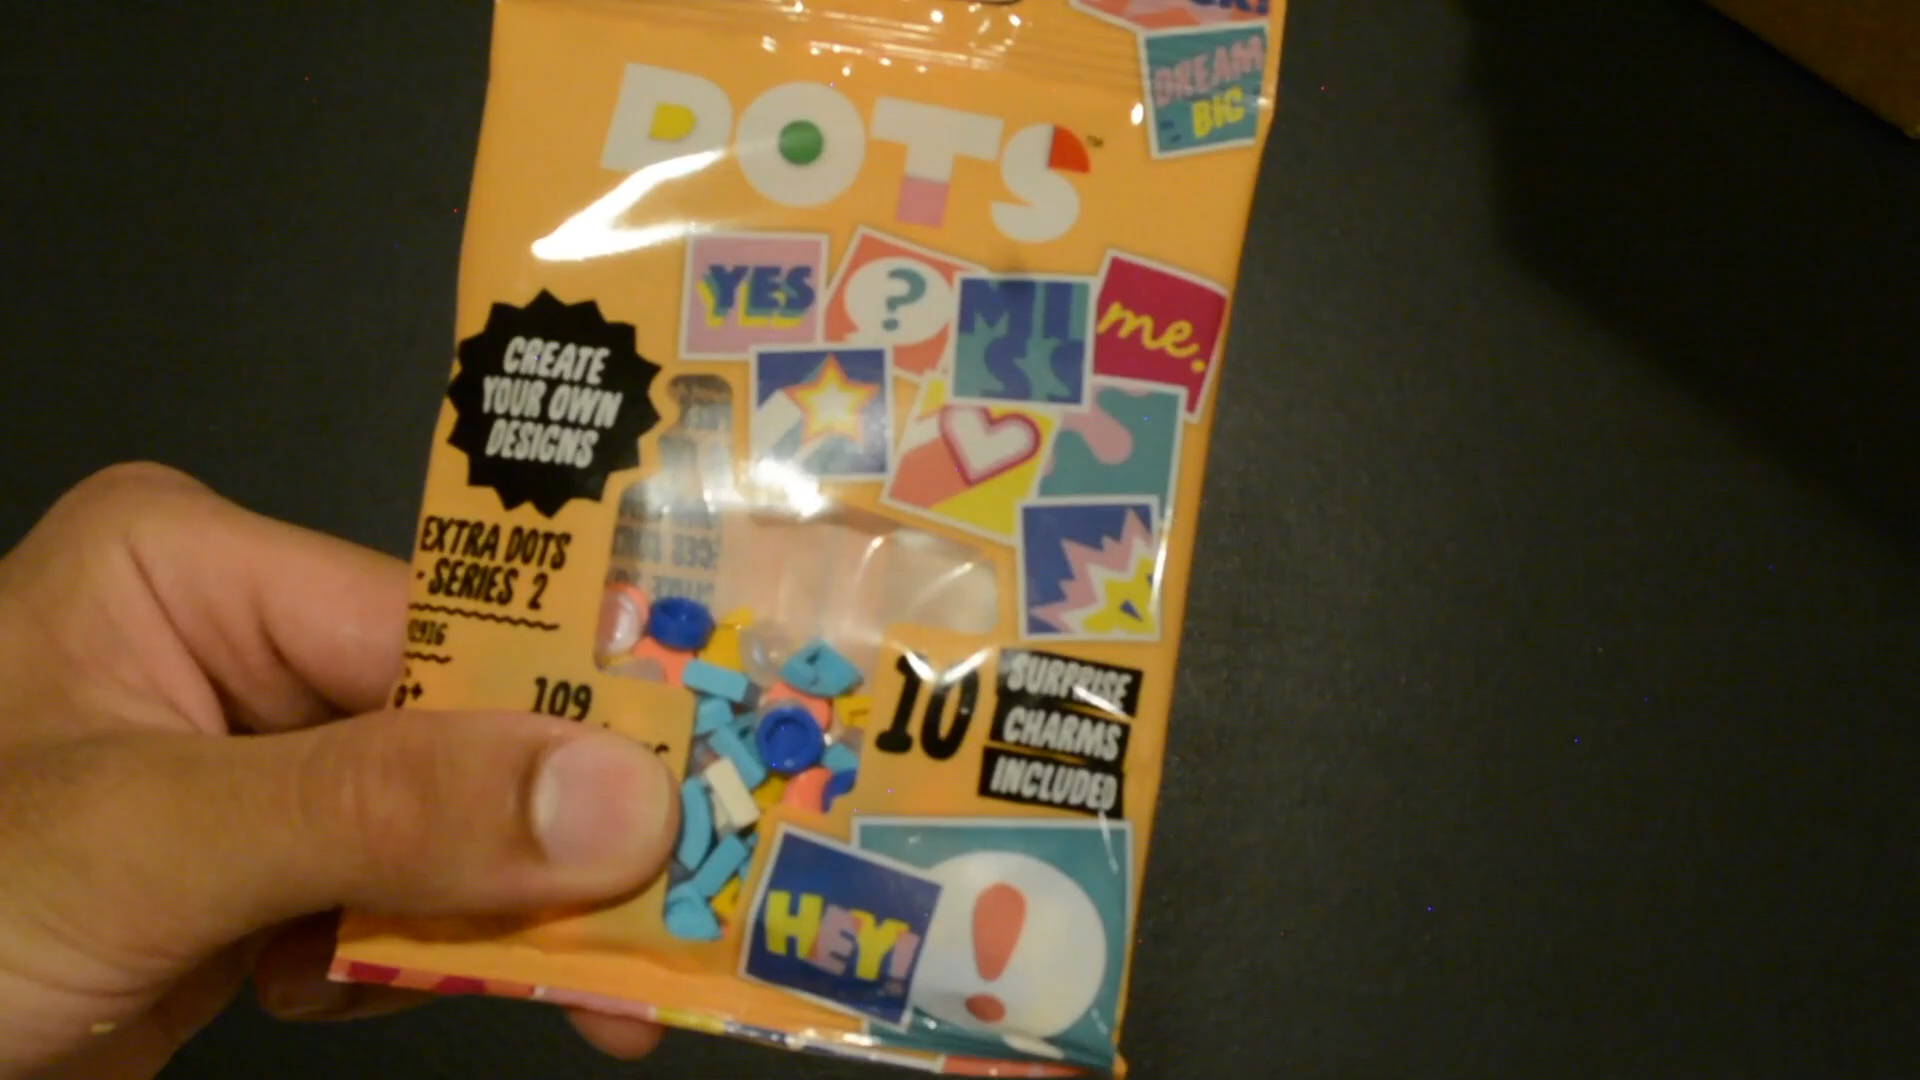 DREAM
BIG
DOTS™
YES
?
MI
SS
me.
CREATE
YOUR OWN
DESIGNS
EXTRA DOTS
- SERIES 2
109
10
SURPRISE
CHARMS
INCLUDED
HEY!
!